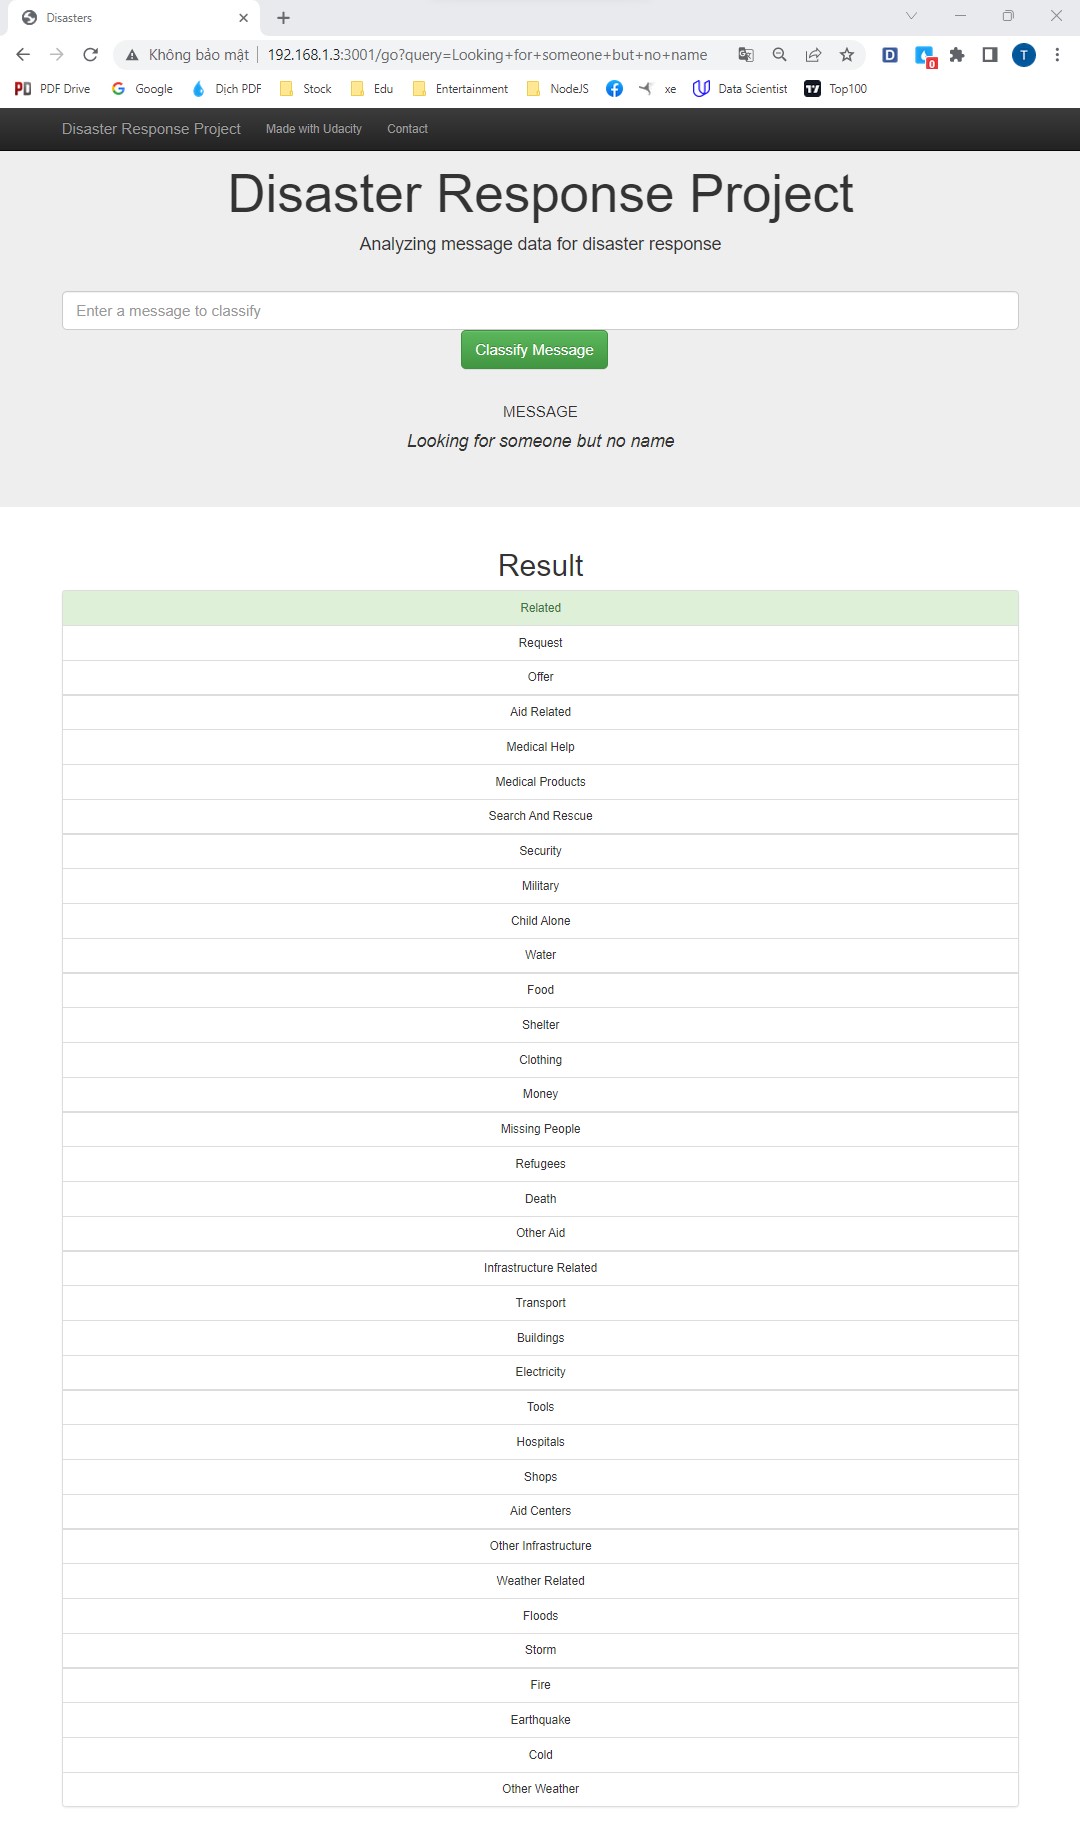 Disasters
Không bảo mật 192.168.1.3:3001/go?query=Looking+for+someone+but+no+name D 0 T
PD PDF Drive Google Dịch PDF Stock Edu Entertainment NodeJS xe Data Scientist Top100
Disaster Response Project Made with Udacity Contact
Disaster Response Project
Analyzing message data for disaster response
Enter a message to classify
Classify Message
MESSAGE
Looking for someone but no name
Result
Related
Request
Offer
Aid Related
Medical Help
Medical Products
Search And Rescue
Security
Military
Child Alone
Water
Food
Shelter
Clothing
Money
Missing People
Refugees
Death
Other Aid
Infrastructure Related
Transport
Buildings
Electricity
Tools
Hospitals
Shops
Aid Centers
Other Infrastructure
Weather Related
Floods
Storm
Fire
Earthquake
Cold
Other Weather